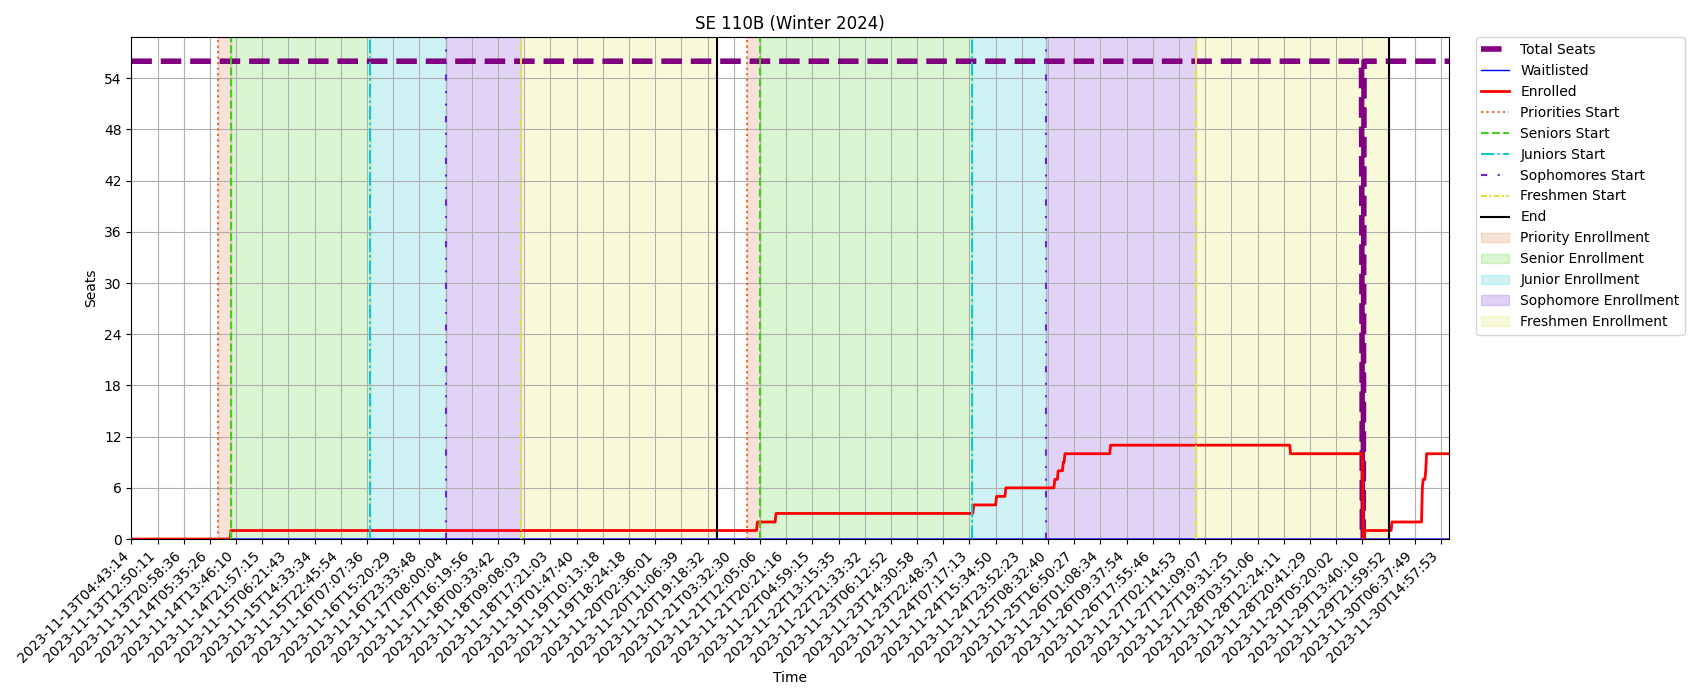 SE 110B (Winter 2024)
Seats
54
48
42
36
30
24
18
12
6
0
2023-11-13T04:43:14
2023-11-13T12:50:11
2023-11-13T20:58:36
2023-11-14T05:35:26
2023-11-14T13:46:10
2023-11-14T21:57:15
2023-11-15T06:21:43
2023-11-15T14:33:34
2023-11-15T22:45:54
2023-11-16T07:07:36
2023-11-16T15:20:29
2023-11-16T23:33:48
2023-11-17T08:00:04
2023-11-17T16:19:56
2023-11-18T00:33:42
2023-11-18T09:08:03
2023-11-18T17:21:03
2023-11-19T01:47:40
2023-11-19T10:13:18
2023-11-19T18:24:18
2023-11-20T02:36:01
2023-11-20T11:06:39
2023-11-20T19:18:32
2023-11-21T03:32:30
2023-11-21T12:05:06
2023-11-21T20:21:16
2023-11-22T04:59:15
2023-11-22T13:15:35
2023-11-22T21:33:32
2023-11-23T06:12:52
2023-11-23T14:30:58
2023-11-23T22:48:37
2023-11-24T07:17:13
2023-11-24T15:34:50
2023-11-24T23:52:23
2023-11-25T08:32:40
2023-11-25T16:50:27
2023-11-26T01:08:34
2023-11-26T09:37:54
2023-11-26T17:55:46
2023-11-27T02:14:53
2023-11-27T11:09:07
2023-11-27T19:31:25
2023-11-28T03:51:06
2023-11-28T12:24:11
2023-11-28T20:41:29
2023-11-29T05:20:02
2023-11-29T13:40:10
2023-11-29T21:59:52
2023-11-30T06:37:49
2023-11-30T14:57:53
Time
Total Seats
Waitlisted
Enrolled
Priorities Start
Seniors Start
Juniors Start
Sophomores Start
Freshmen Start
End
Priority Enrollment
Senior Enrollment
Junior Enrollment
Sophomore Enrollment
Freshmen Enrollment